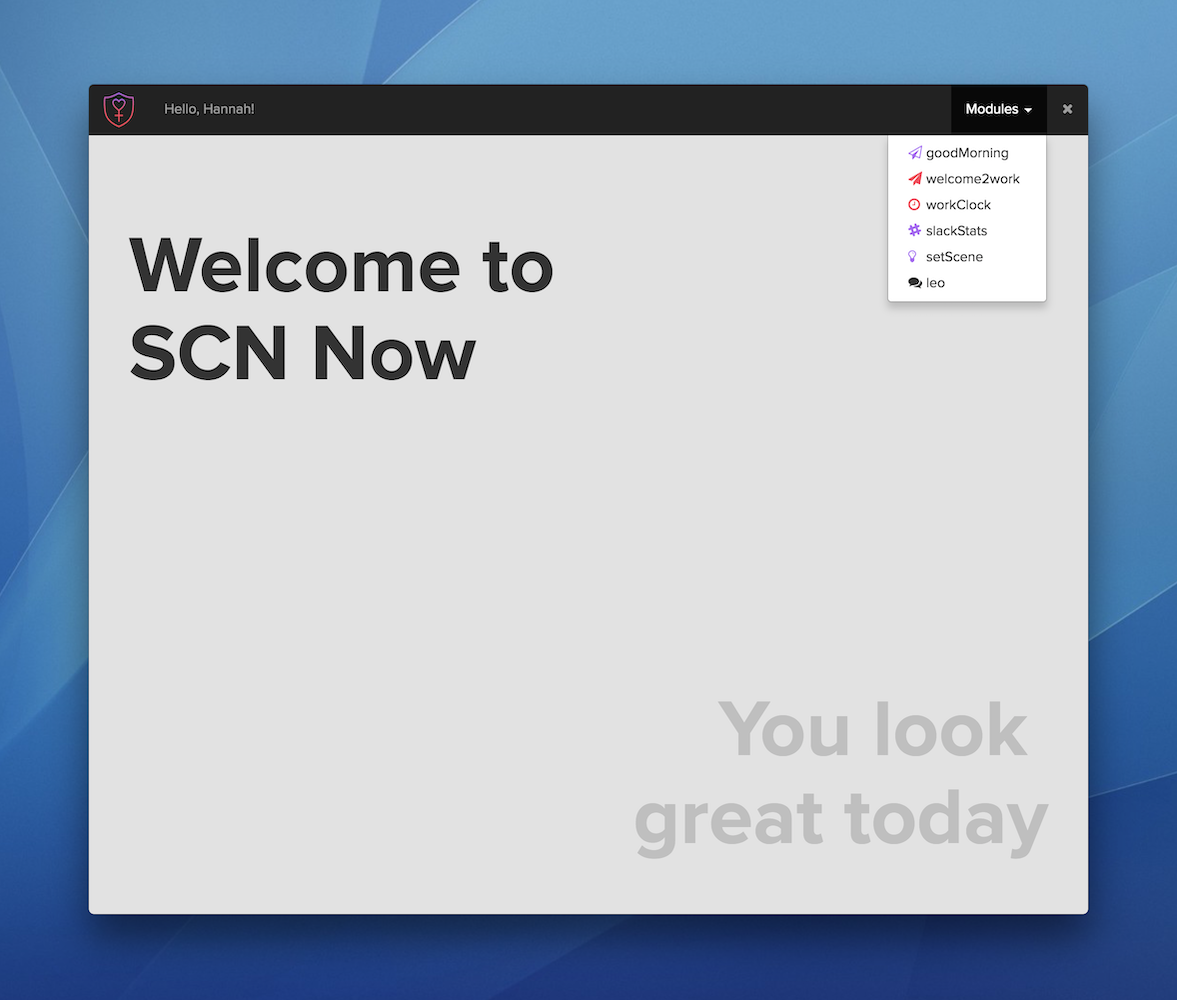 Hello, Hannah!
Modules
goodMorning
welcome2work
workClock
slackStats
setScene
leo
Welcome to
SCN Now
You look
great today